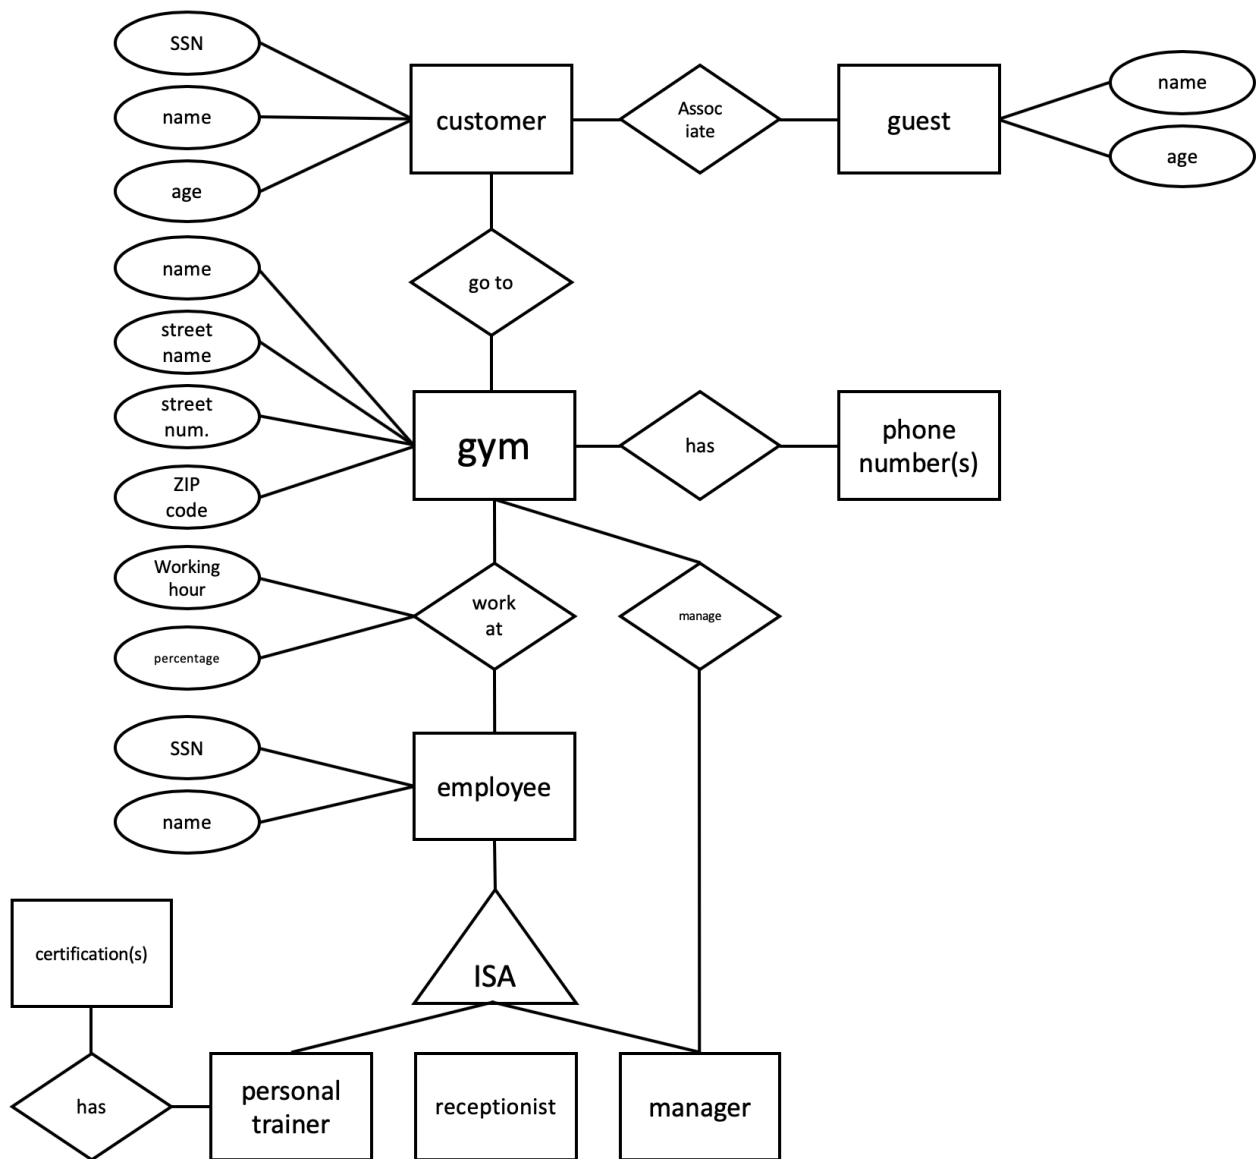 SSN
name
age
customer
Assoc
iate
guest
name
age
go to
name
street
name
street
num.
ZIP
code
gym
has
phone
number(s)
Working
hour
percentage
work
at
manage
SSN
name
employee
ISA
certification(s)
has
personal
trainer
receptionist
manager